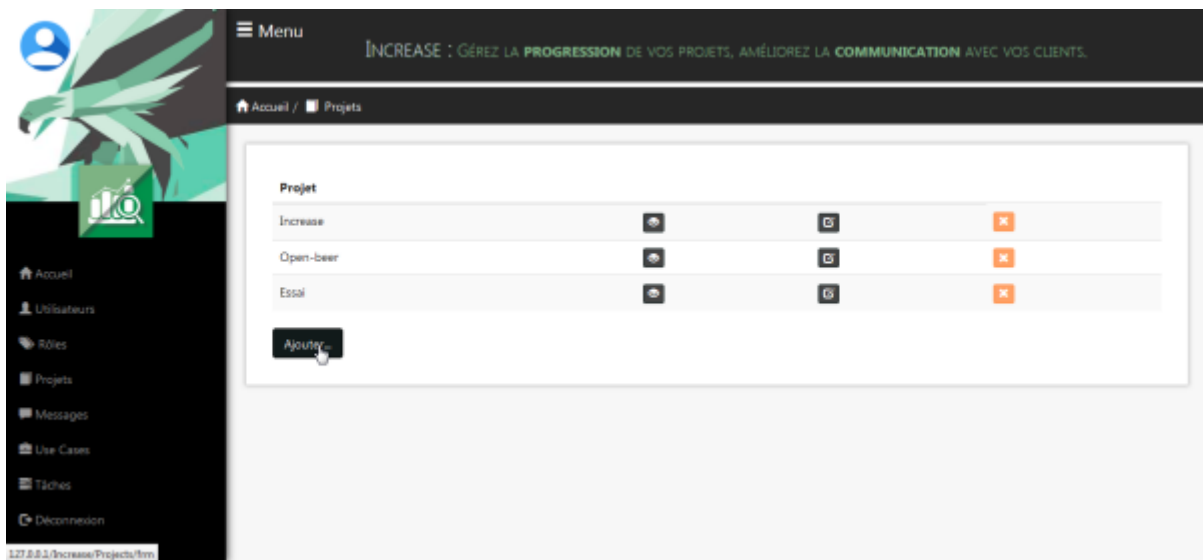 Menu
INCREASE : GÉREZ LA PROGRESSION DE VOS PROJETS, AMÉLIOREZ LA COMMUNICATION AVEC VOS CLIENTS.
Accueil / Projets
Projet
Increase
Open-beer
Essai
Ajouter...
Accueil
Utilisateurs
Rôles
Projets
Messages
Use Cases
Tâches
Déconnexion
127.0.0.1/Increase/Projects/frm